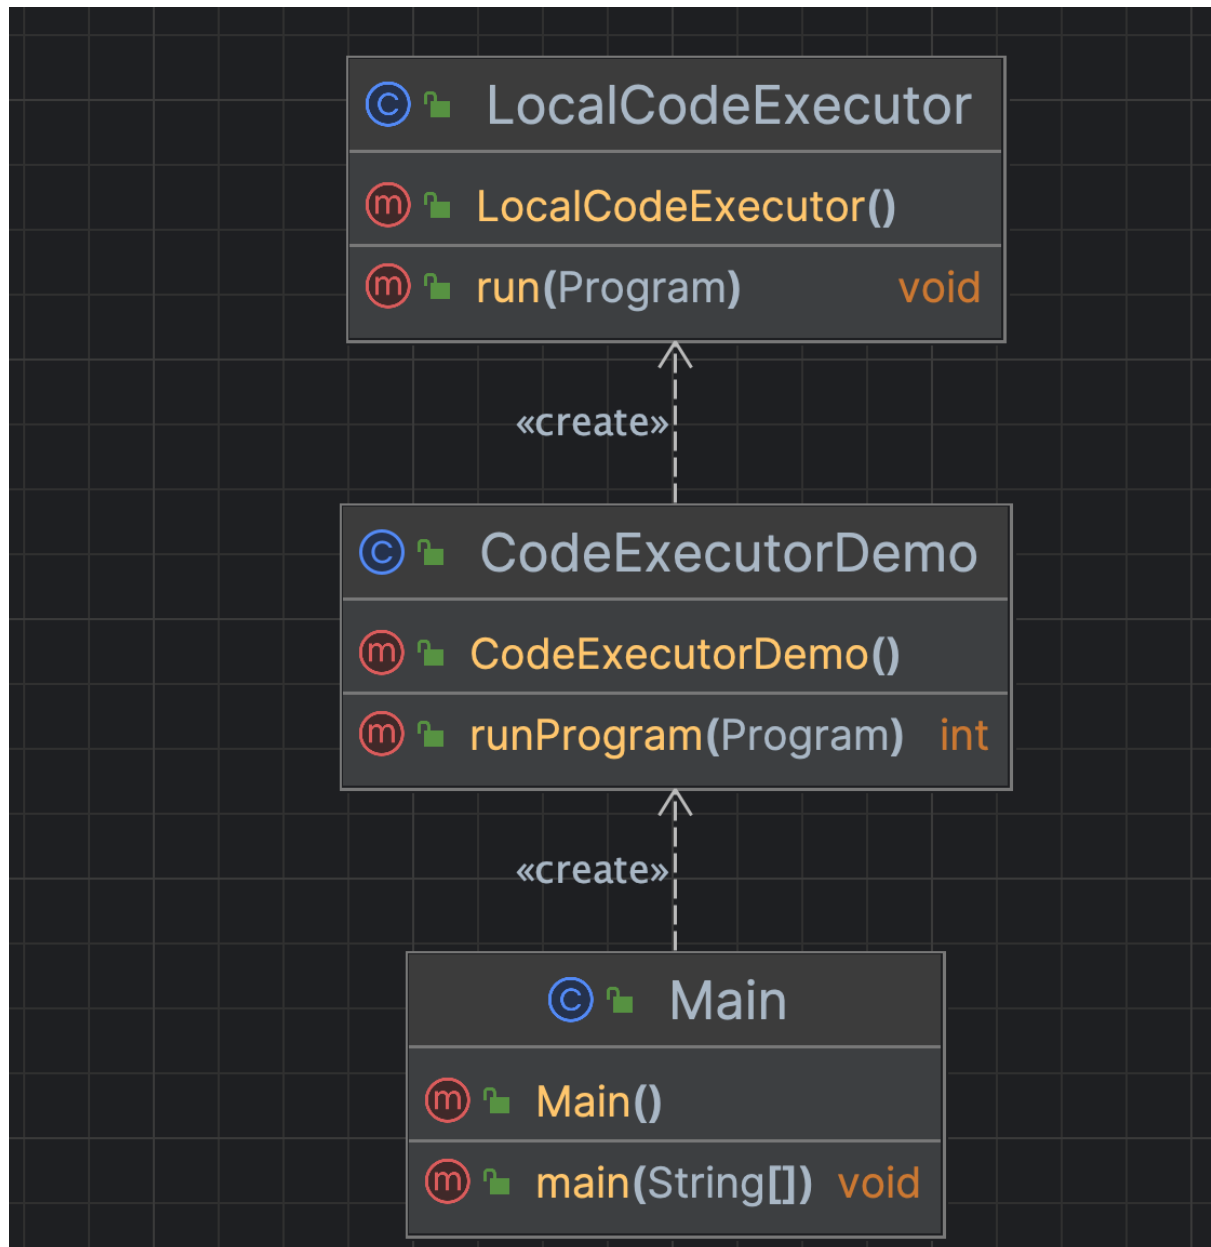 LocalCodeExecutor
LocalCodeExecutor()
run(Program) void
«create»
CodeExecutorDemo
CodeExecutorDemo()
runProgram(Program) int
«create»
Main
Main()
main(String[]) void